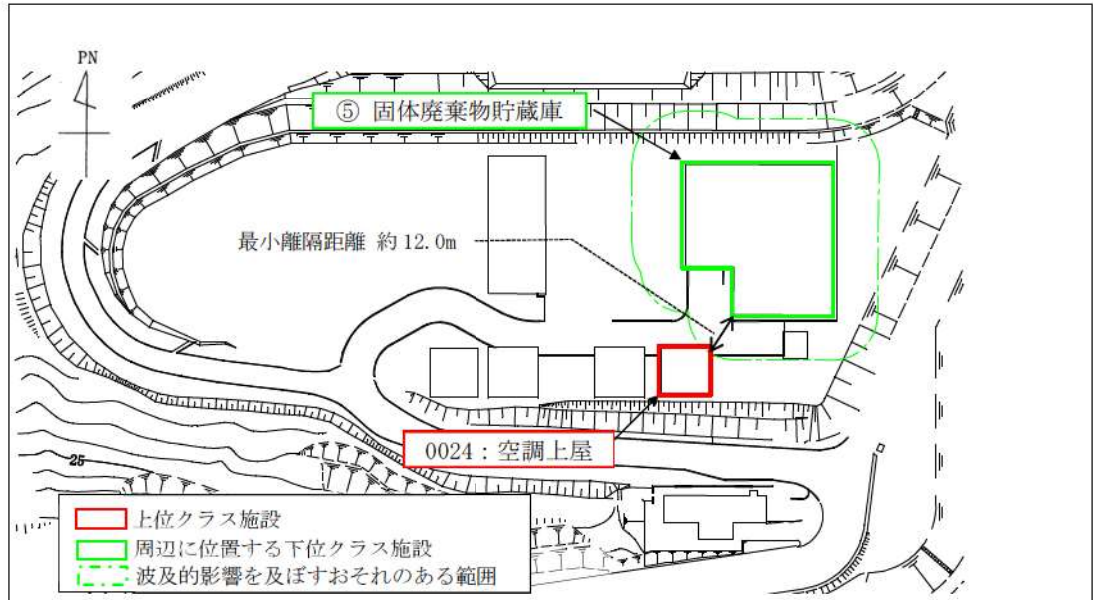 PN
⑤ 固体廃棄物貯蔵庫
最小離隔距離 約12.0m
0024：空調上屋
25
上位クラス施設
周辺に位置する下位クラス施設
波及的影響を及ぼすおそれのある範囲